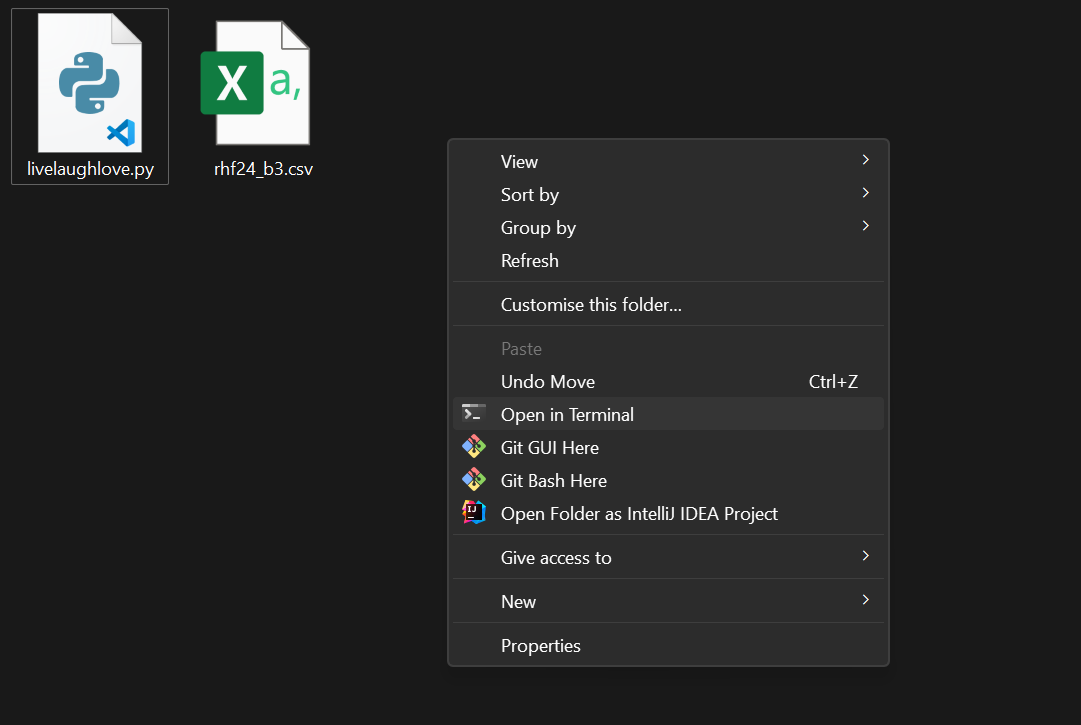 livelaughlove.py
rhf24_b3.csv
X a,
View
Sort by
Group by
Refresh
Customise this folder...
Paste
Undo Move Ctrl+Z
Open in Terminal
Git GUI Here
Git Bash Here
IJ Open Folder as IntelliJ IDEA Project
Give access to
New
Properties